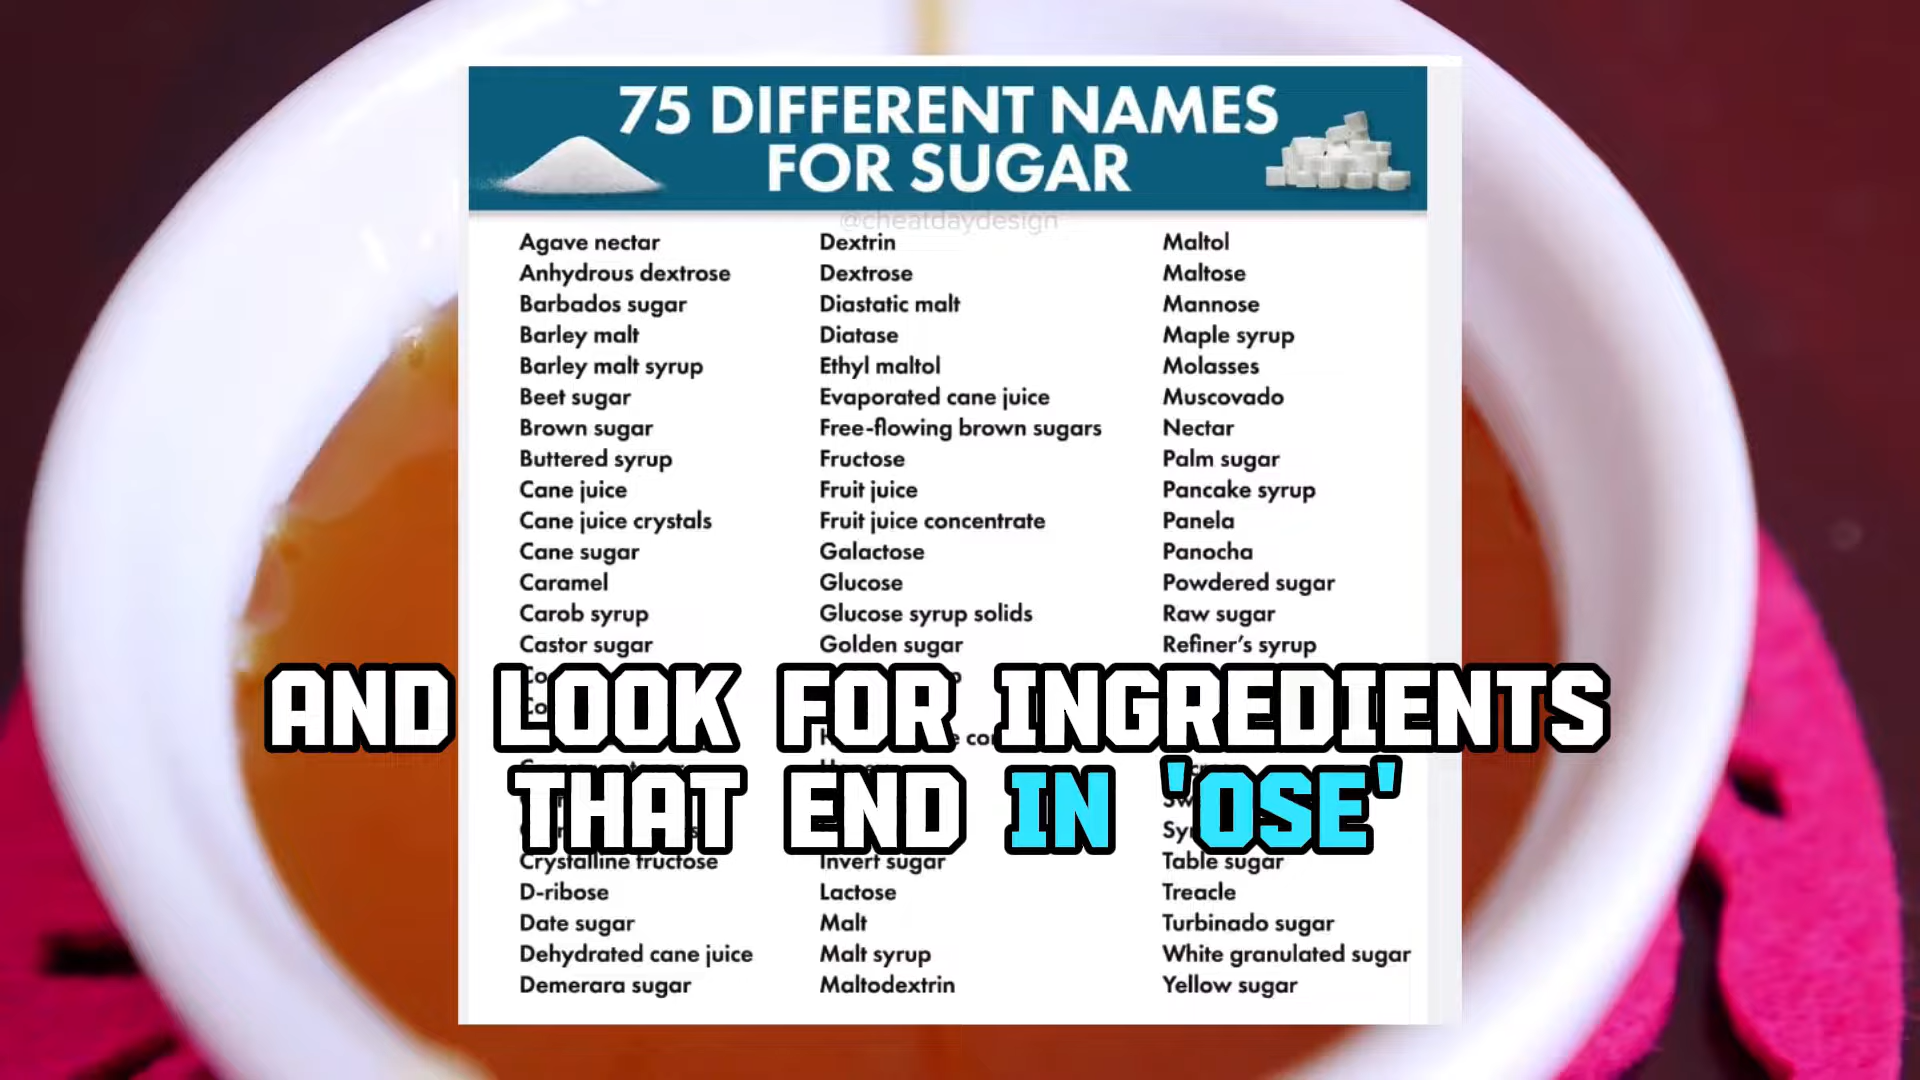 75 DIFFERENT NAMES
FOR SUGAR
@cheatdaydesign
Agave nectar
Anhydrous dextrose
Barbados sugar
Barley malt
Barley malt syrup
Beet sugar
Brown sugar
Buttered syrup
Cane juice
Cane juice crystals
Cane sugar
Caramel
Carob syrup
Castor sugar
Crystalline fructose
D-ribose
Date sugar
Dehydrated cane juice
Demerara sugar
Dextrin
Dextrose
Diastatic malt
Diatase
Ethyl maltol
Evaporated cane juice
Free-flowing brown sugars
Fructose
Fruit juice
Fruit juice concentrate
Galactose
Glucose
Glucose syrup solids
Golden sugar
Invert sugar
Lactose
Malt
Malt syrup
Maltodextrin
Maltol
Maltose
Mannose
Maple syrup
Molasses
Muscovado
Nectar
Palm sugar
Pancake syrup
Panela
Panocha
Powdered sugar
Raw sugar
Refiner's syrup
Table sugar
Treacle
Turbinado sugar
White granulated sugar
Yellow sugar
AND LOOK FOR INGREDIENTS
THAT END IN 'OSE'